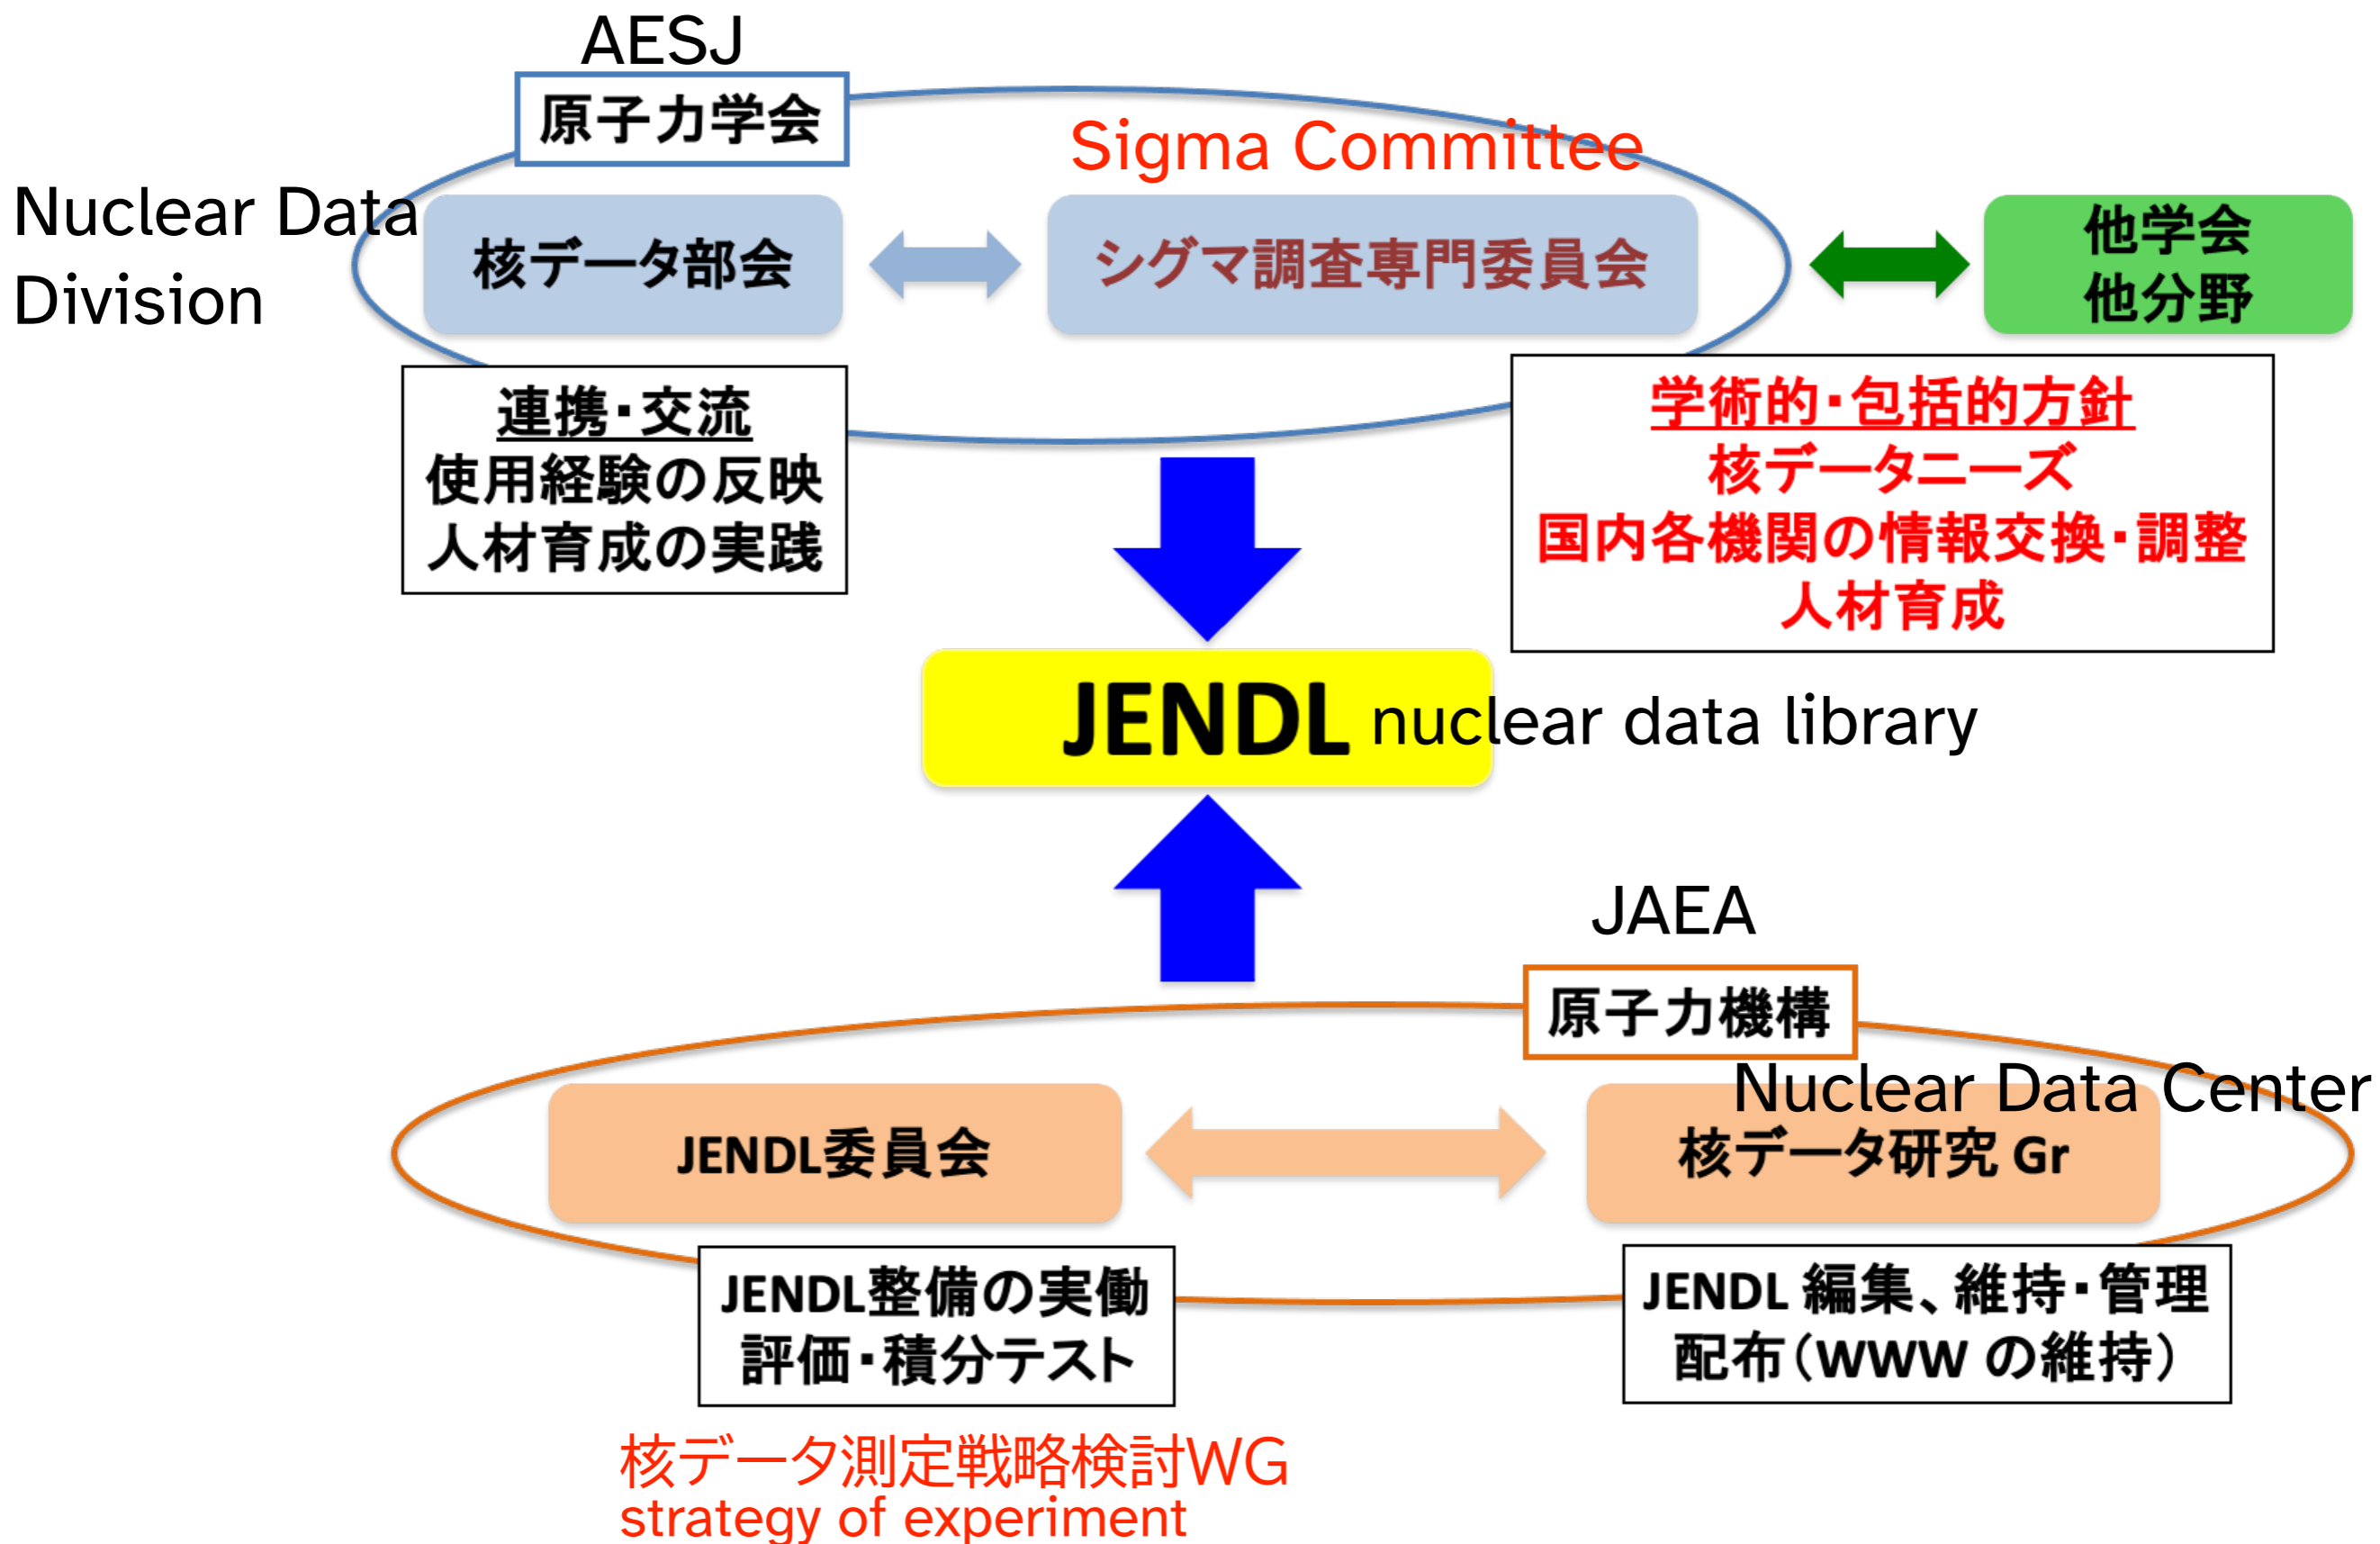 AESJ
原子力学会
Sigma Committee
Nuclear Data
Division
核データ部会
シグマ調査専門委員会
他学会
他分野
連携・交流
使用経験の反映
人材育成の実践
学術的・包括的方針
核データニーズ
国内各機関の情報交換・調整
人材育成
JENDL nuclear data library
JAEA
原子力機構
Nuclear Data Center
JENDL委員会
核データ研究 Gr
JENDL整備の実働
評価・積分テスト
JENDL 編集、維持・管理
配布(WWW の維持)
核データ測定戦略検討WG
strategy of experiment